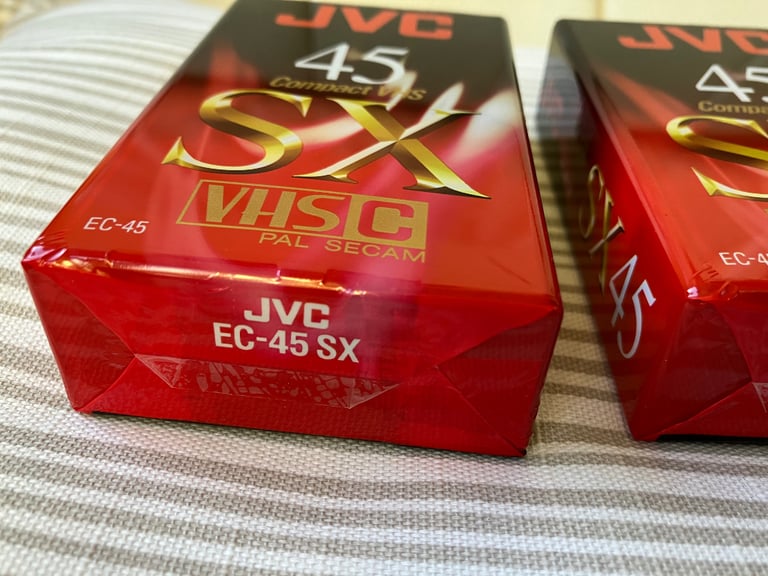 JVC
45
Compact VHS
SX
VHS C
PAL SECAM
EC-45
JVC
EC-45 SX
JVC
45
SX
EC-4
SX 45